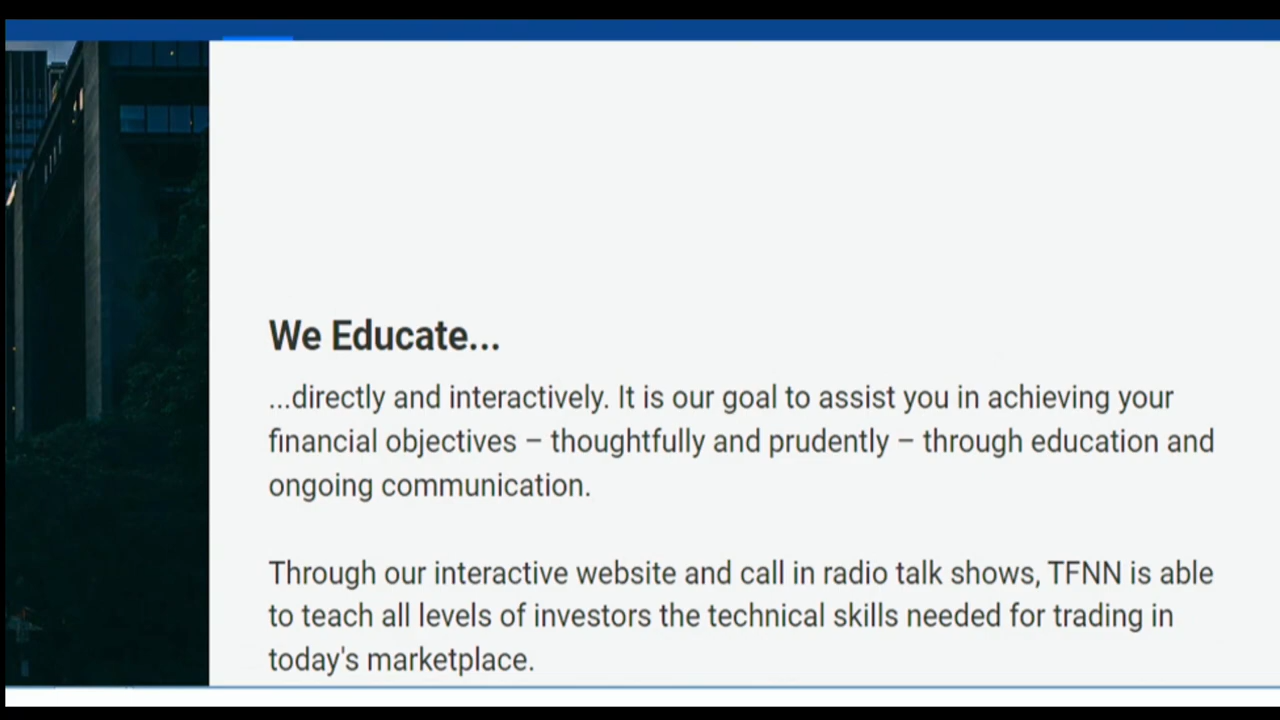 We Educate...
...directly and interactively. It is our goal to assist you in achieving your
financial objectives – thoughtfully and prudently – through education and
ongoing communication.
Through our interactive website and call in radio talk shows, TFNN is able
to teach all levels of investors the technical skills needed for trading in
today's marketplace.